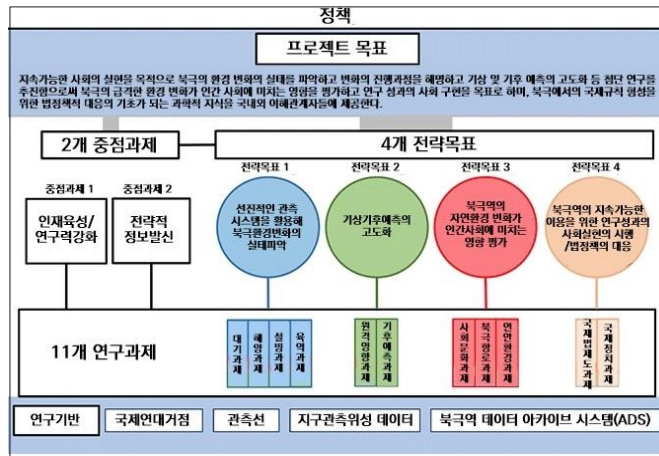 정책
프로젝트 목표
지속가능한 사회의 실현을 목적으로 북극의 환경 변화의 실태를 파악하고 변화의 진행과정을 해명하고 기상 및 기후 예측의 고도화 등 첨단 연구를
추진함으로써 북극의 급격한 환경 변화가 인간 사회에 미치는 영향을 평가하고 연구 성과의 사회 구현을 목표로 하며, 북극에서의 국제규칙 형성을
위한 법정책적 대응의 기초가 되는 과학적 지식을 국내외 이해관계자들에 제공한다.
2개 중점과제
4개 전략목표
중점과제 1
인재육성/
연구력강화
중점과제 2
전략적
정보발신
전략목표 1
선진적인 관측
시스템을 활용해
북극환경변화의
실태파악
전략목표 2
기상기후예측의
고도화
전략목표 3
북극역의
자연환경 변화가
인간사회에 미치는
영향 평가
전략목표 4
북극역의 지속가능한
이용을 위한 연구성과의
사회실현의 시행
/법정책의 대응
11개 연구과제
대기과제
해양과제
설빙과제
육역과제
원격영향과제
기후예측과제
사회문화과제
북극항로과제
연안환경과제
국제법제도과제
국제정치과제
연구기반
국제연대거점
관측선
지구관측위성 데이터
북극역 데이터 아카이브 시스템(ADS)